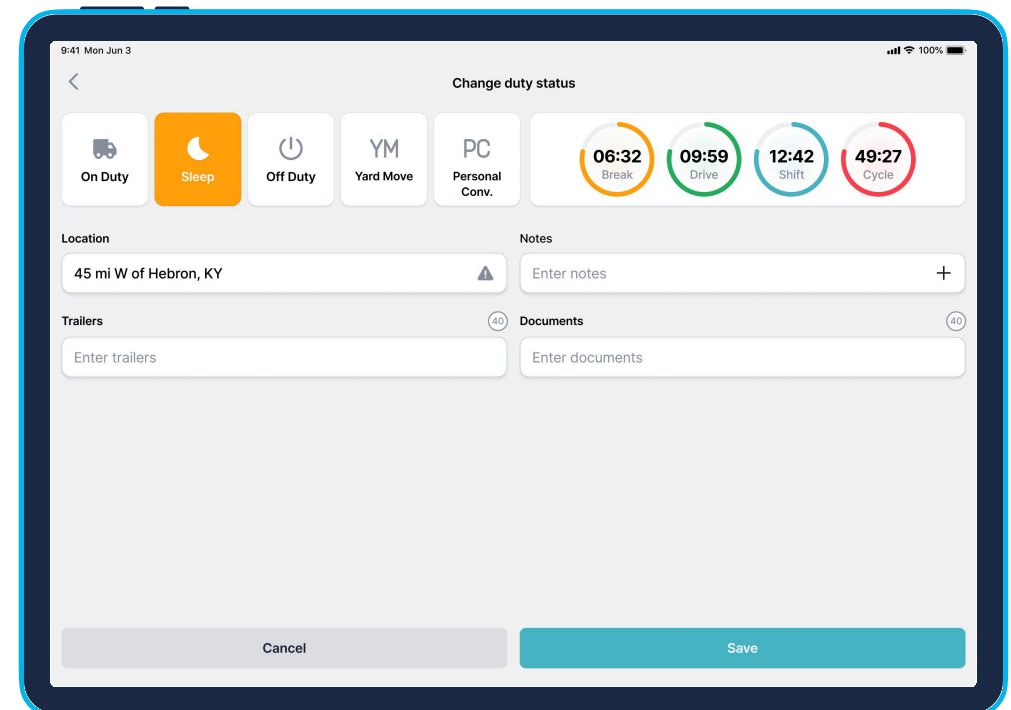 9:41 Mon Jun 3
100%
Change duty status
On Duty
Sleep
Off Duty
YM
Yard Move
PC
Personal
Conv.
06:32
Break
09:59
Drive
12:42
Shift
49:27
Cycle
Location
Notes
45 mi W of Hebron, KY
Enter notes
Trailers
40
Documents
40
Enter trailers
Enter documents
Cancel
Save